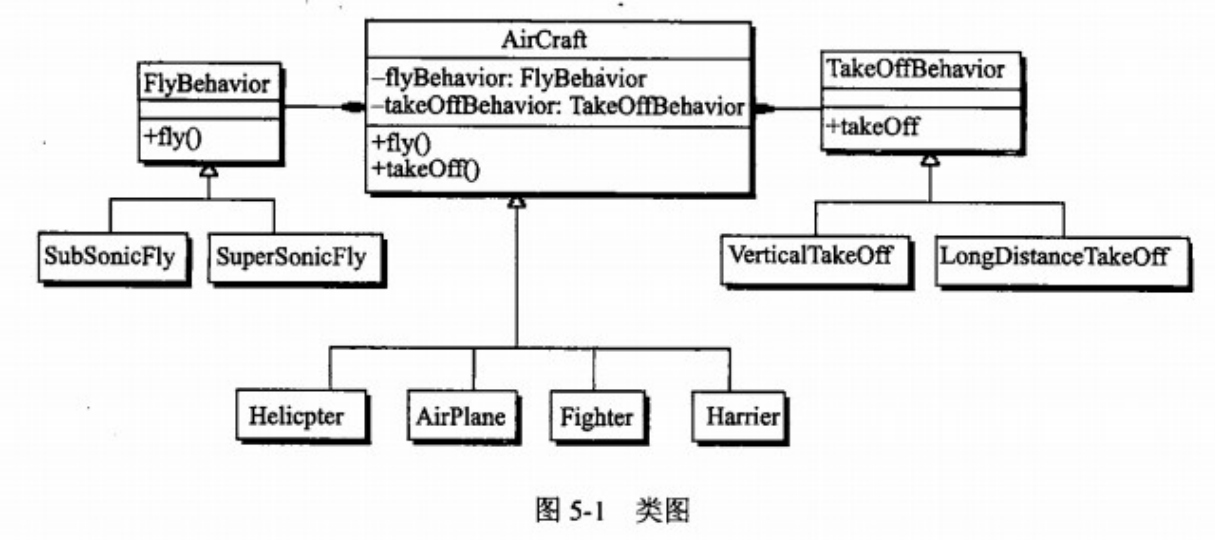 AirCraft
–flyBehavior: FlyBehavior
–takeOffBehavior: TakeOffBehavior
+fly()
+takeOff()
FlyBehavior
+fly()
TakeOffBehavior
+takeOff
SubSonicFly
SuperSonicFly
VerticalTakeOff
LongDistanceTakeOff
Helicpter
AirPlane
Fighter
Harrier
图 5-1 类图